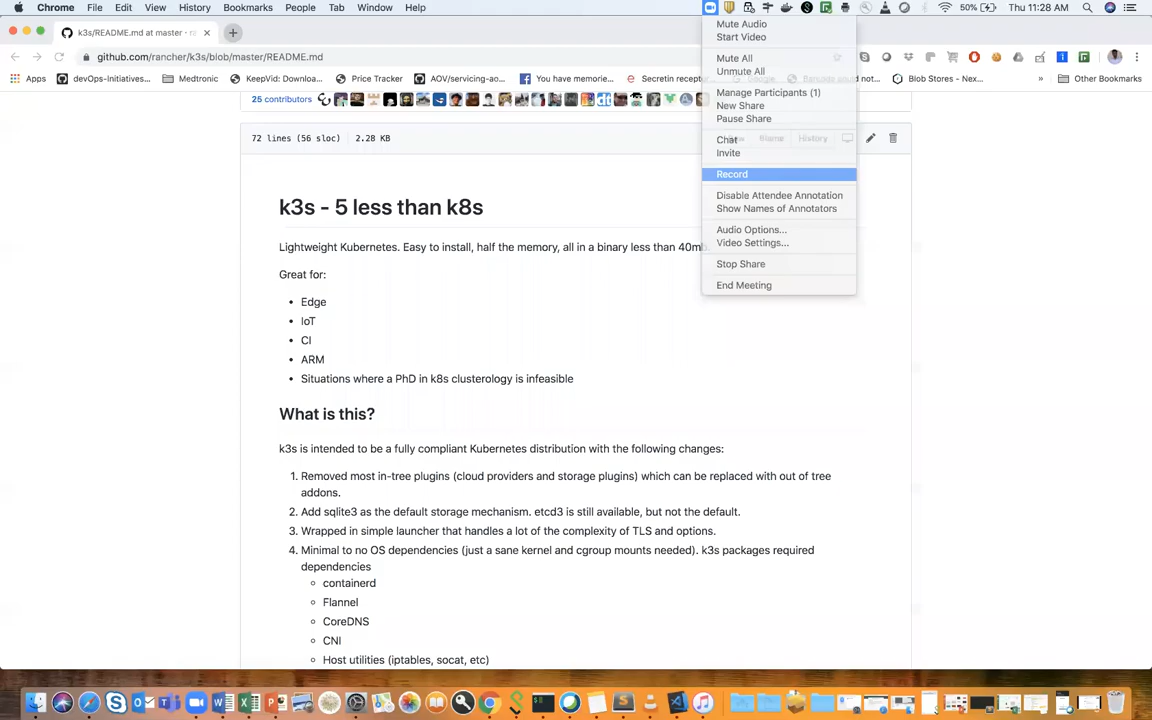 Chrome File Edit View History Bookmarks People Tab Window Help 50% Thu 11:28 AM
k3s/README.md at master · ra
github.com/rancher/k3s/blob/master/README.md
Apps devOps-initiatives... Medtronic KeepVid: Downloa... Price Tracker AOV/servicing-ao... You have memorie... Secretin recepto Blob Stores - Nex... » Other Bookmarks
Mute Audio
Start Video
Mute All
Unmute All
Manage Participants (1)
New Share
Pause Share
Chat
Invite
Record
Disable Attendee Annotation
Show Names of Annotators
Audio Options...
Video Settings...
Stop Share
End Meeting
25 contributors
72 lines (56 sloc) 2.28 KB Blame History
k3s - 5 less than k8s
Lightweight Kubernetes. Easy to install, half the memory, all in a binary less than 40mb.
Great for:
• Edge
• IoT
• CI
• ARM
• Situations where a PhD in k8s clusterology is infeasible
What is this?
k3s is intended to be a fully compliant Kubernetes distribution with the following changes:
1. Removed most in-tree plugins (cloud providers and storage plugins) which can be replaced with out of tree
addons.
2. Add sqlite3 as the default storage mechanism. etcd3 is still available, but not the default.
3. Wrapped in simple launcher that handles a lot of the complexity of TLS and options.
4. Minimal to no OS dependencies (just a sane kernel and cgroup mounts needed). k3s packages required
dependencies
containerd
Flannel
CoreDNS
CNI
Host utilities (iptables, socat, etc)